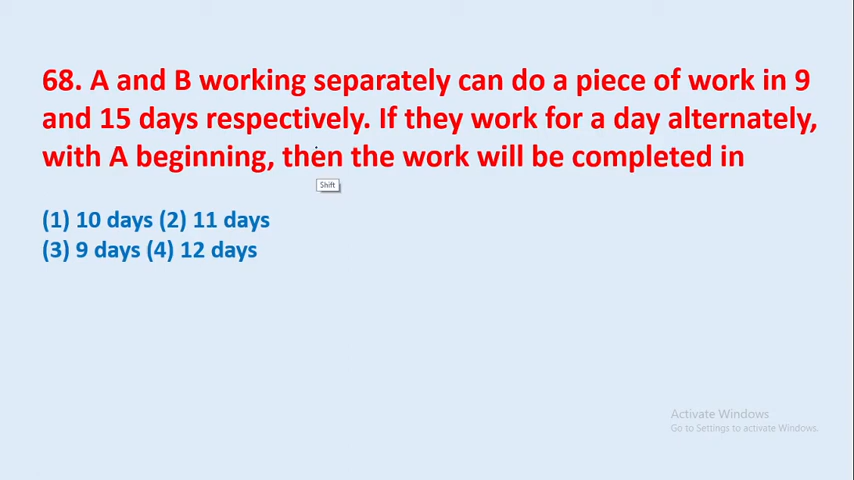 68. A and B working separately can do a piece of work in 9
and 15 days respectively. If they work for a day alternately,
with A beginning, then the work will be completed in
Shift
(1) 10 days (2) 11 days
(3) 9 days (4) 12 days
Activate Windows
Go to Settings to activate Windows.